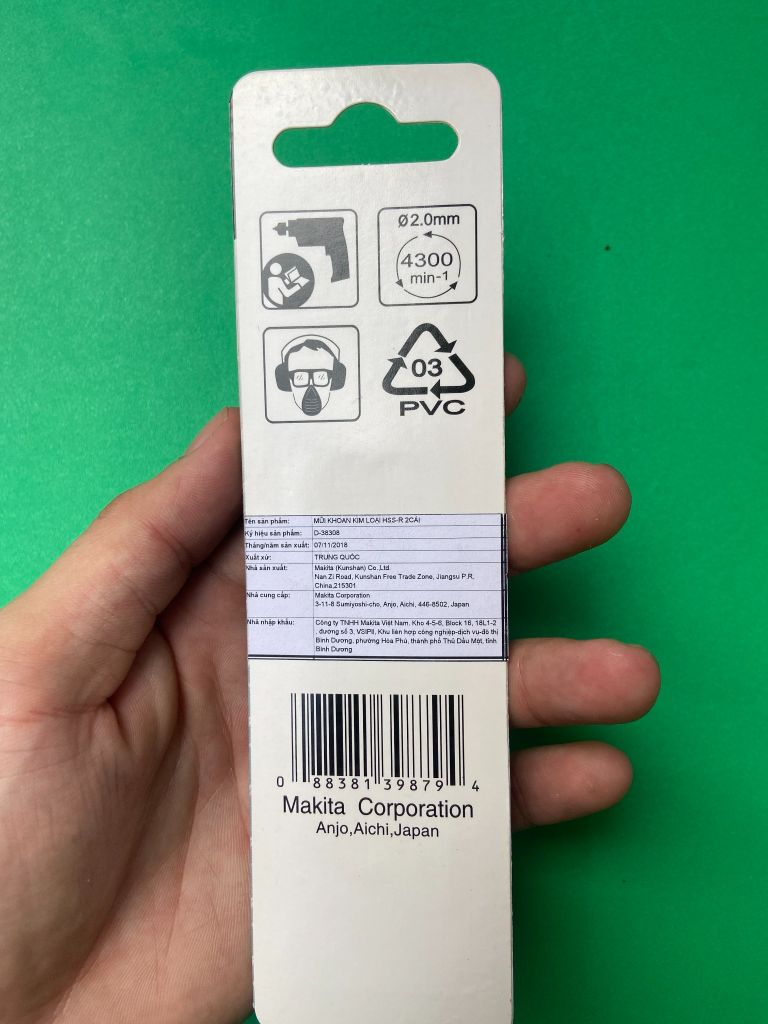 Ø2.0mm
4300
min-1
03
PVC
Tên sản phẩm: MŨI KHOAN KIM LOẠI HSS-R 2CÁI
Ký hiệu sản phẩm: D-38308
Tháng/năm sản xuất: 07/11/2018
Xuất xứ: TRUNG QUỐC
Nhà sản xuất: Makita (Kunshan) Co.,Ltd.
Nan Zi Road, Kunshan Free Trade Zone, Jiangsu P.R,
China,215301
Nhà cung cấp: Makita Corporation
3-11-8 Sumiyoshi-cho, Anjo, Aichi, 446-8502, Japan
Nhà nhập khẩu: Công ty TNHH Makita Việt Nam. Kho 4-5-6, Block 16, 18L1-2
, đường số 3, VSIPII, Khu liên hợp công nghiệp-dịch vụ-đô thị
Bình Dương, phường Hòa Phú, thành phố Thủ Dầu Một, tỉnh
Bình Dương
0 88381 39879 4
Makita Corporation
Anjo,Aichi,Japan